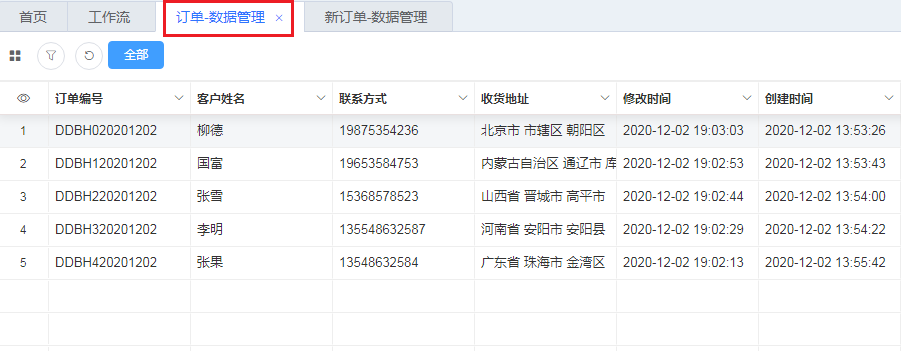 首页 工作流 订单-数据管理 × 新订单-数据管理
全部
订单编号 客户姓名 联系方式 收货地址 修改时间 创建时间
1 DDBH020201202 柳德 19875354236 北京市 市辖区 朝阳区 2020-12-02 19:03:03 2020-12-02 13:53:26
2 DDBH120201202 国富 19653584753 内蒙古自治区 通辽市 库 2020-12-02 19:02:53 2020-12-02 13:53:43
3 DDBH220201202 张雪 15368578523 山西省 晋城市 高平市 2020-12-02 19:02:44 2020-12-02 13:54:00
4 DDBH320201202 李明 135548632587 河南省 安阳市 安阳县 2020-12-02 19:02:29 2020-12-02 13:54:22
5 DDBH420201202 张果 13548632584 广东省 珠海市 金湾区 2020-12-02 19:02:13 2020-12-02 13:55:42